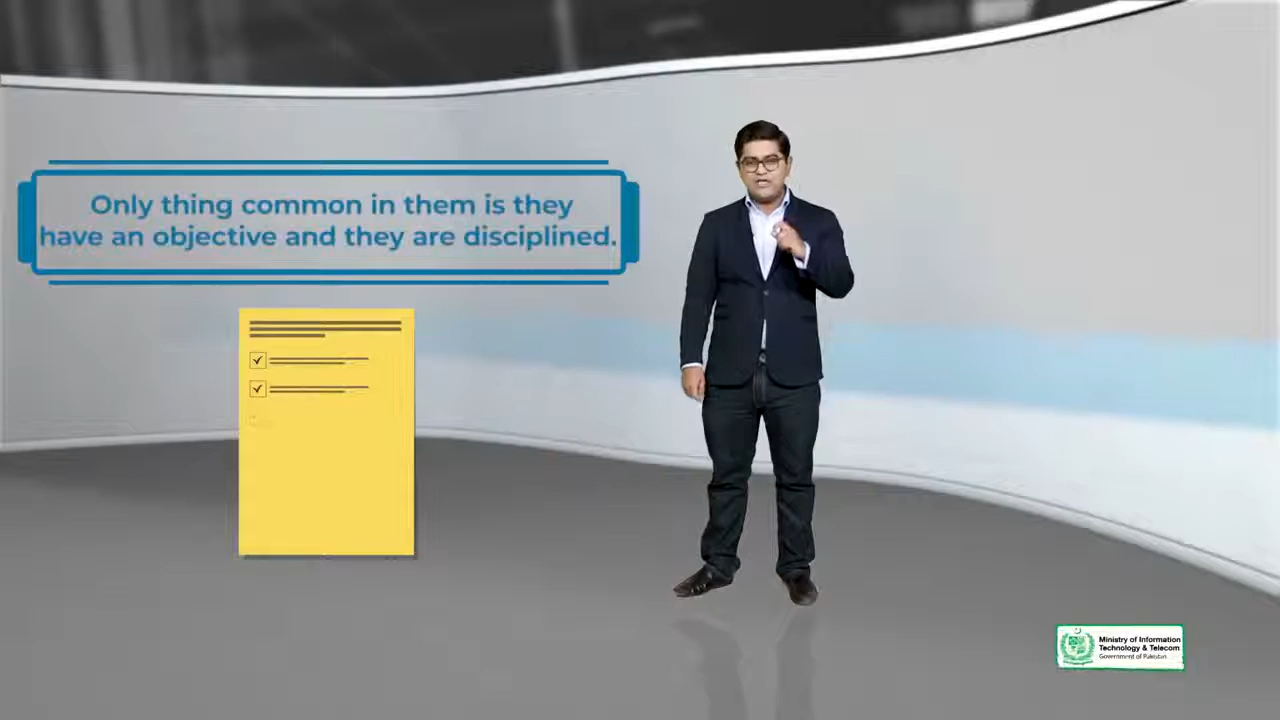 Only thing common in them is they
have an objective and they are disciplined.
Ministry of Information
Technology & Telecom
Government of Pakistan